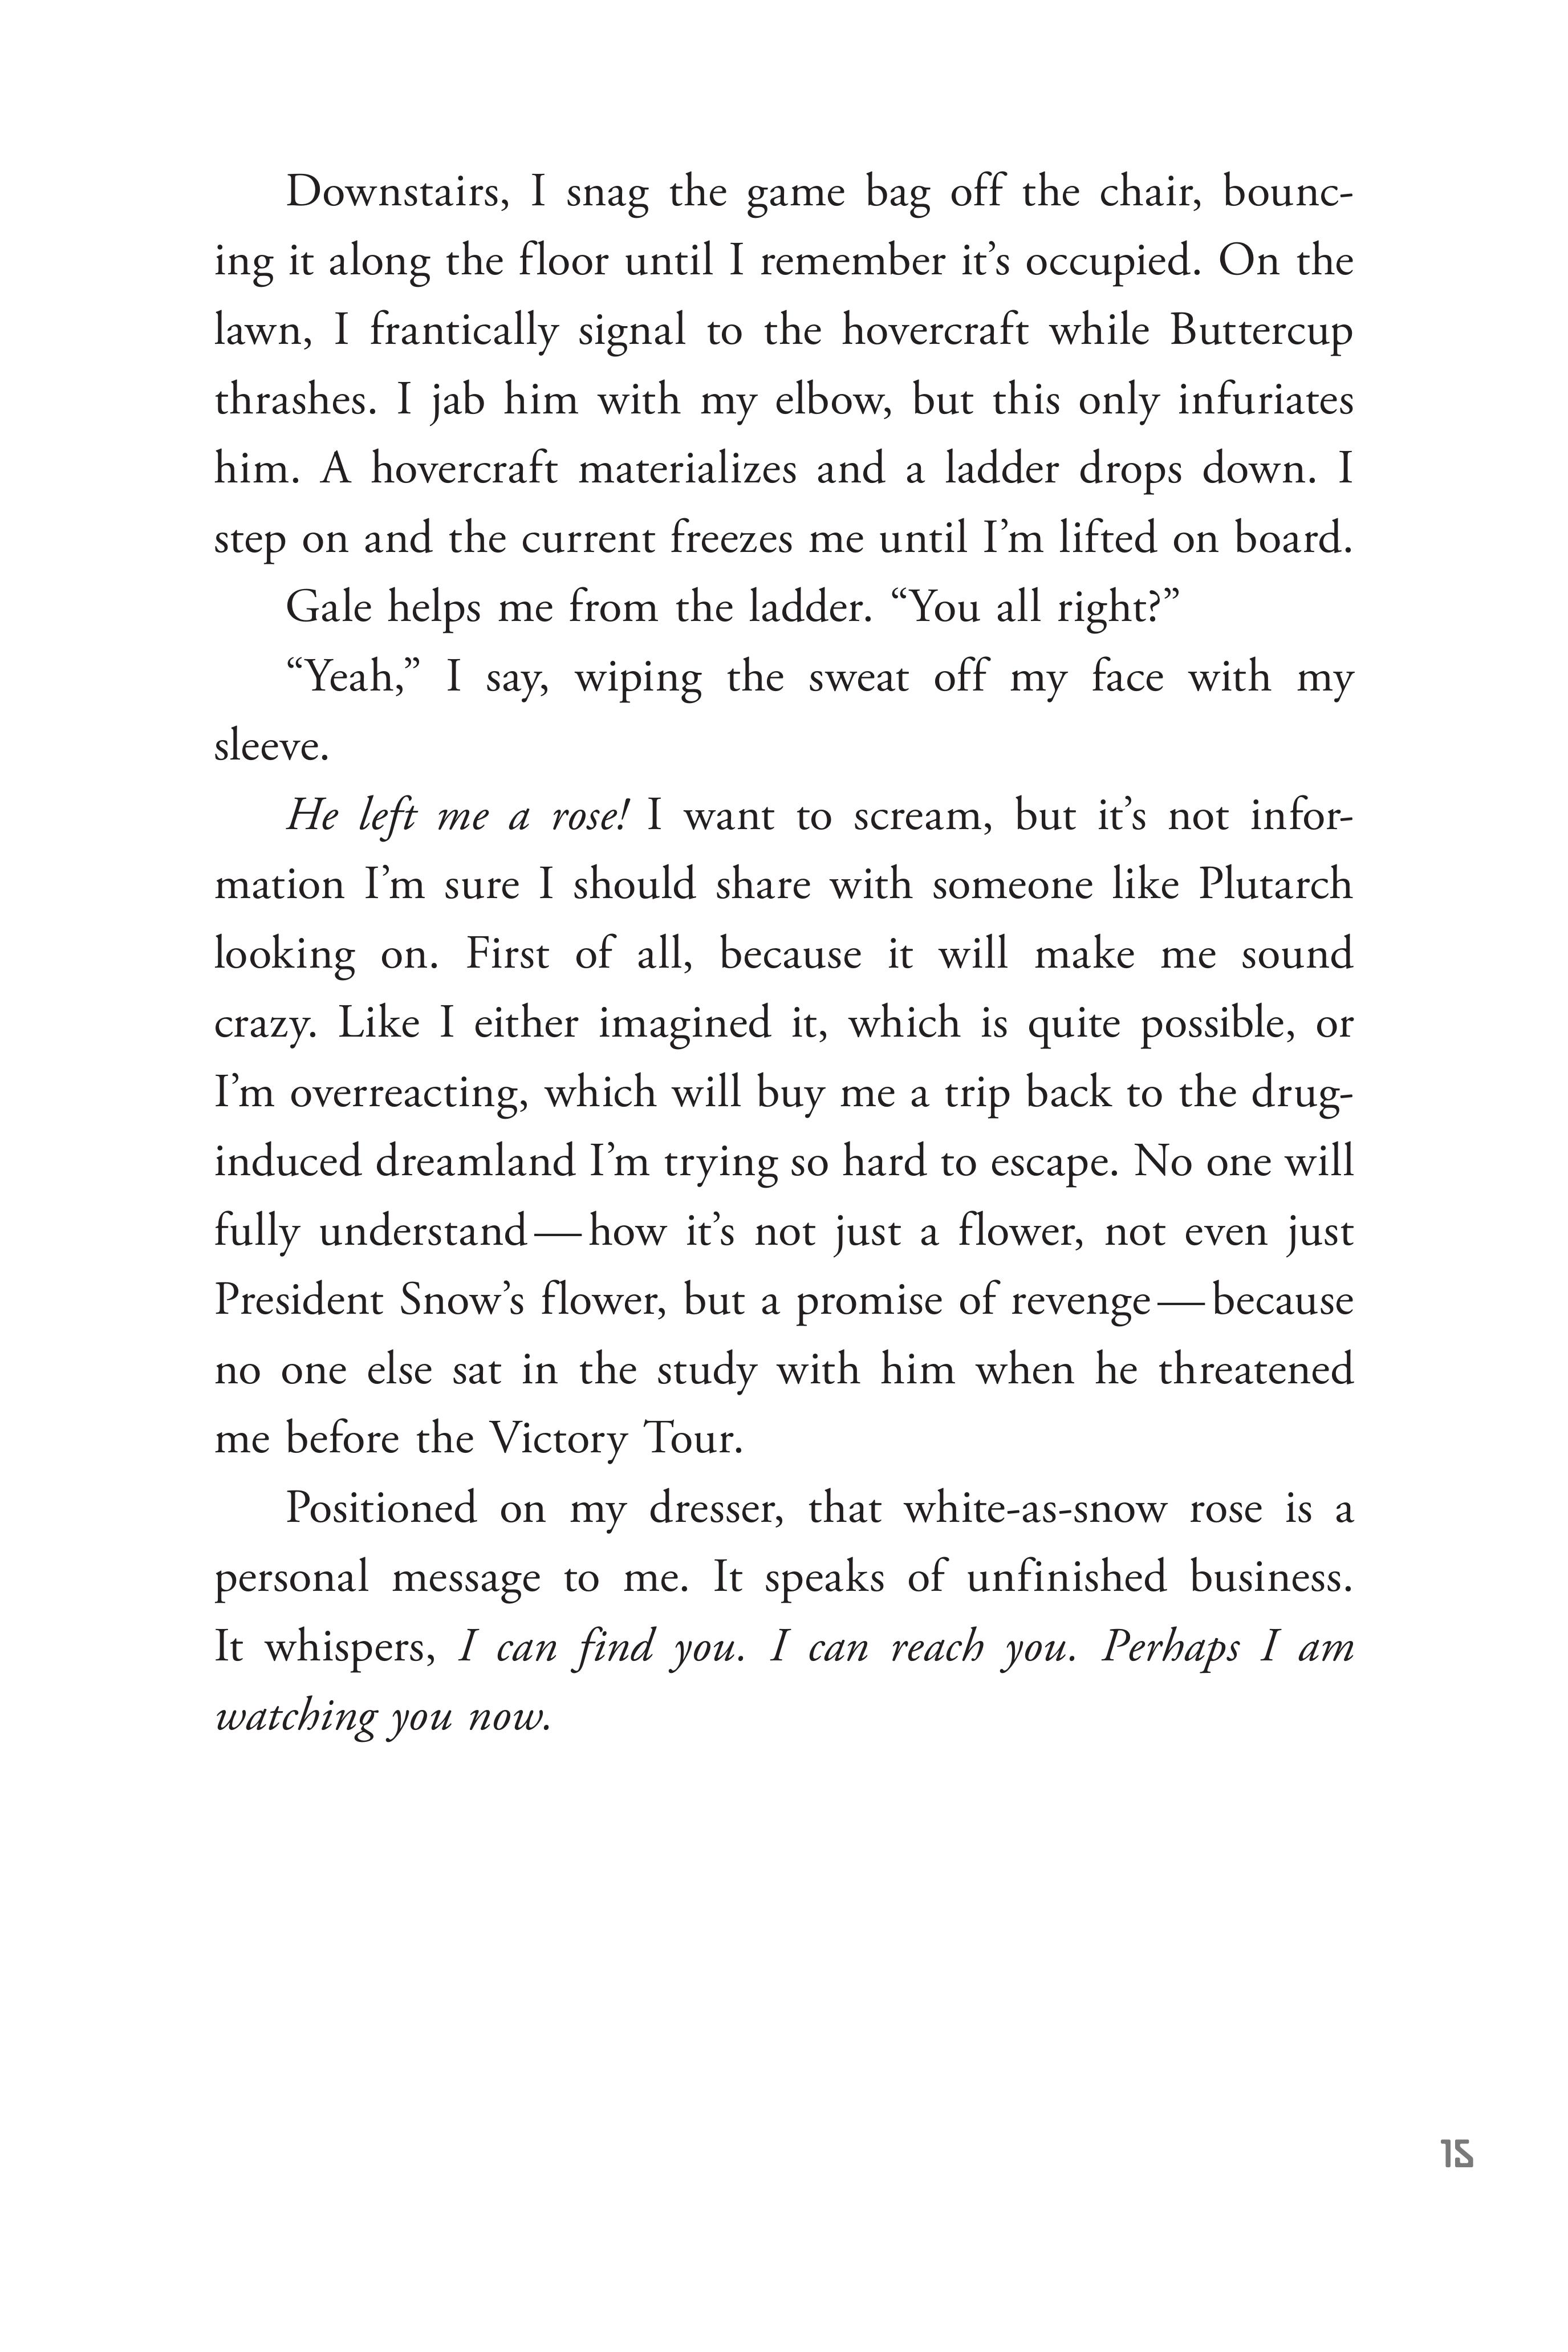 Downstairs, I snag the game bag off the chair, bounc-
ing it along the floor until I remember it’s occupied. On the
lawn, I frantically signal to the hovercraft while Buttercup
thrashes. I jab him with my elbow, but this only infuriates
him. A hovercraft materializes and a ladder drops down. I
step on and the current freezes me until I’m lifted on board.
Gale helps me from the ladder. “You all right?”
“Yeah,” I say, wiping the sweat off my face with my
sleeve.
He left me a rose! I want to scream, but it’s not infor-
mation I’m sure I should share with someone like Plutarch
looking on. First of all, because it will make me sound
crazy. Like I either imagined it, which is quite possible, or
I’m overreacting, which will buy me a trip back to the drug-
induced dreamland I’m trying so hard to escape. No one will
fully understand — how it’s not just a flower, not even just
President Snow’s flower, but a promise of revenge — because
no one else sat in the study with him when he threatened
me before the Victory Tour.
Positioned on my dresser, that white-as-snow rose is a
personal message to me. It speaks of unfinished business.
It whispers, I can find you. I can reach you. Perhaps I am
watching you now.
15